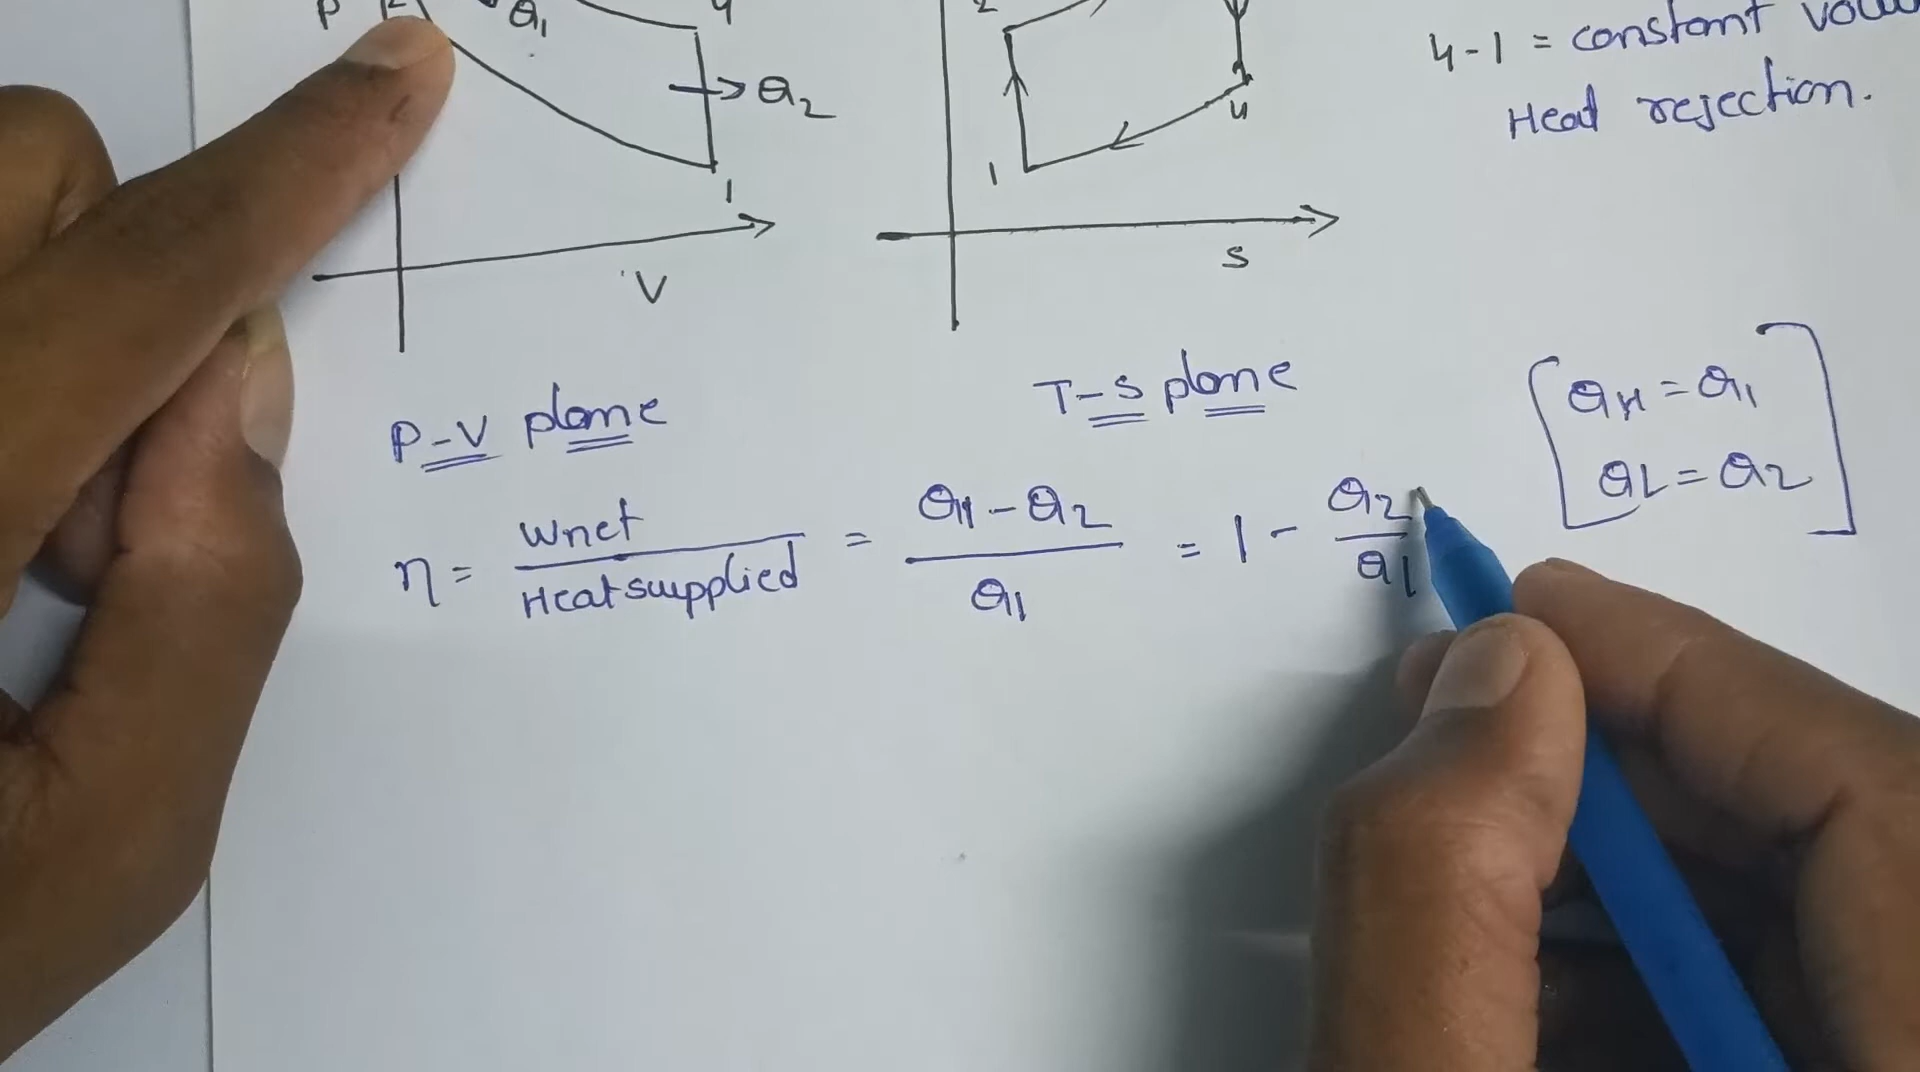 P 2 Q1 4
→ Q2
1
V
2
4
1
S
4-1 = constant
Heat rejection.
P-V plane
T-S plane
[QH = Q1
QL = Q2]
η = Wnet / Heat supplied = Q1 - Q2 / Q1 = 1 - Q2 / Q1